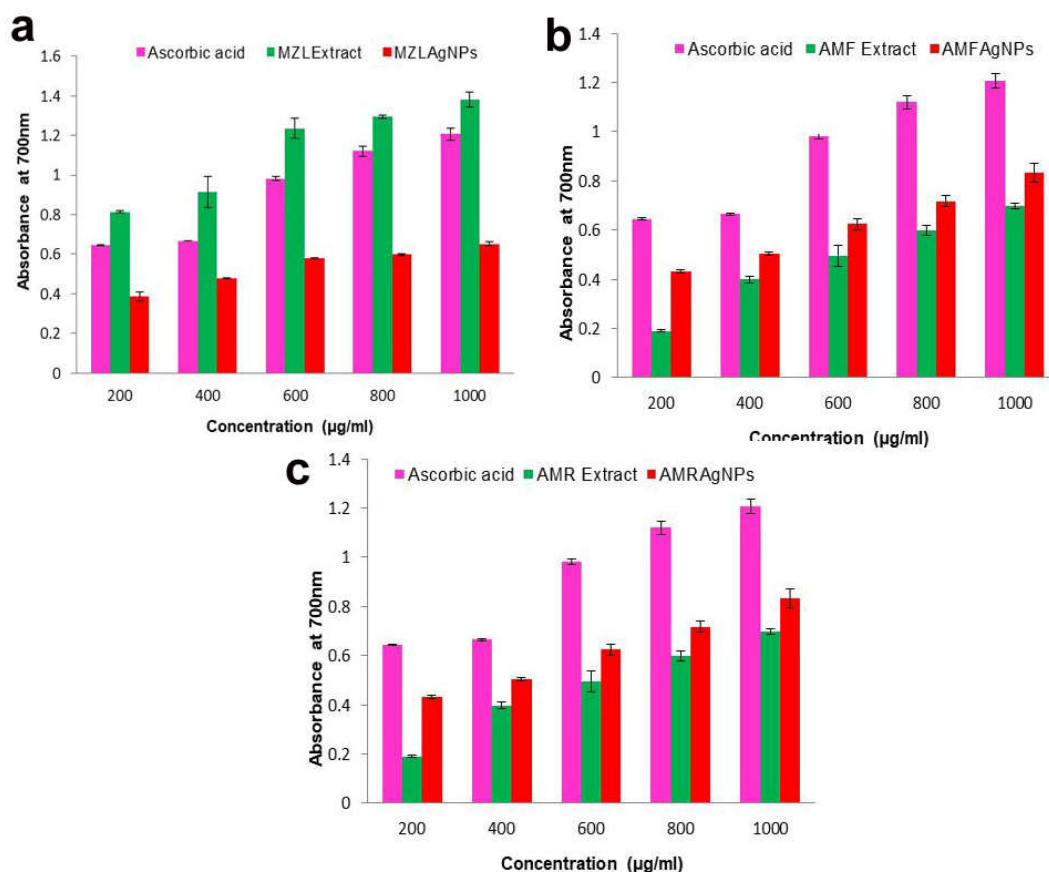 a
Ascorbic acid MZLExtract MZLAgNPs
Absorbance at 700nm
1.6
1.4
1.2
1
0.8
0.6
0.4
0.2
0
200 400 600 800 1000
Concentration (µg/ml)
b
Ascorbic acid AMF Extract AMFAgNPs
Absorbance at 700nm
1.4
1.2
1
0.8
0.6
0.4
0.2
0
200 400 600 800 1000
Concentration (µg/ml)
c
Ascorbic acid AMR Extract AMRAgNPs
Absorbance at 700nm
1.4
1.2
1
0.8
0.6
0.4
0.2
0
200 400 600 800 1000
Concentration (µg/ml)